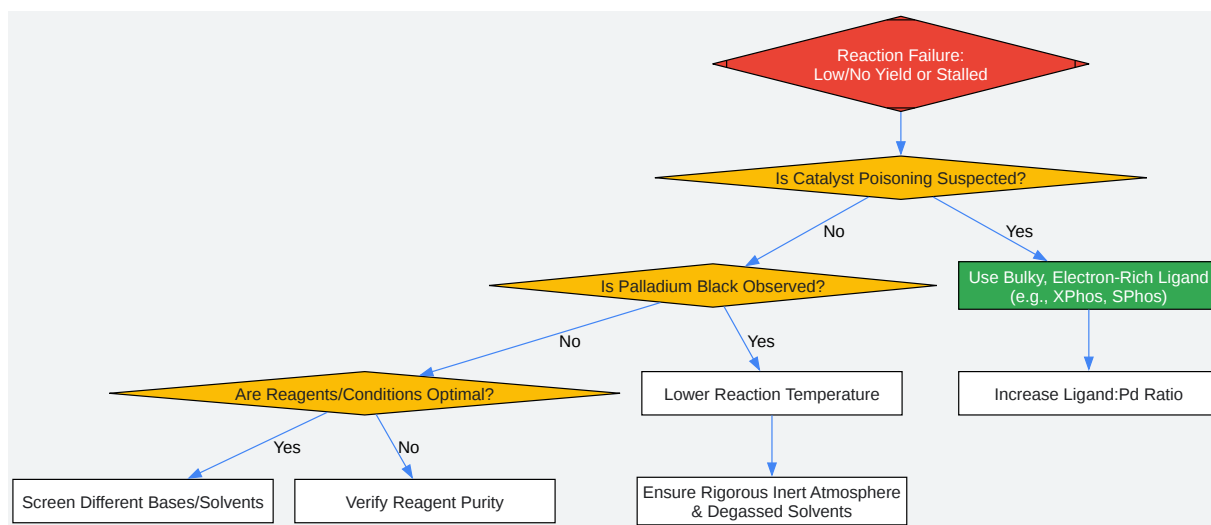 Reaction Failure:
Low/No Yield or Stalled
Is Catalyst Poisoning Suspected?
No
Yes
Is Palladium Black Observed?
Use Bulky, Electron-Rich Ligand
(e.g., XPhos, SPhos)
No
Yes
Are Reagents/Conditions Optimal?
Lower Reaction Temperature
Increase Ligand:Pd Ratio
Yes
No
Screen Different Bases/Solvents
Verify Reagent Purity
Ensure Rigorous Inert Atmosphere
& Degassed Solvents